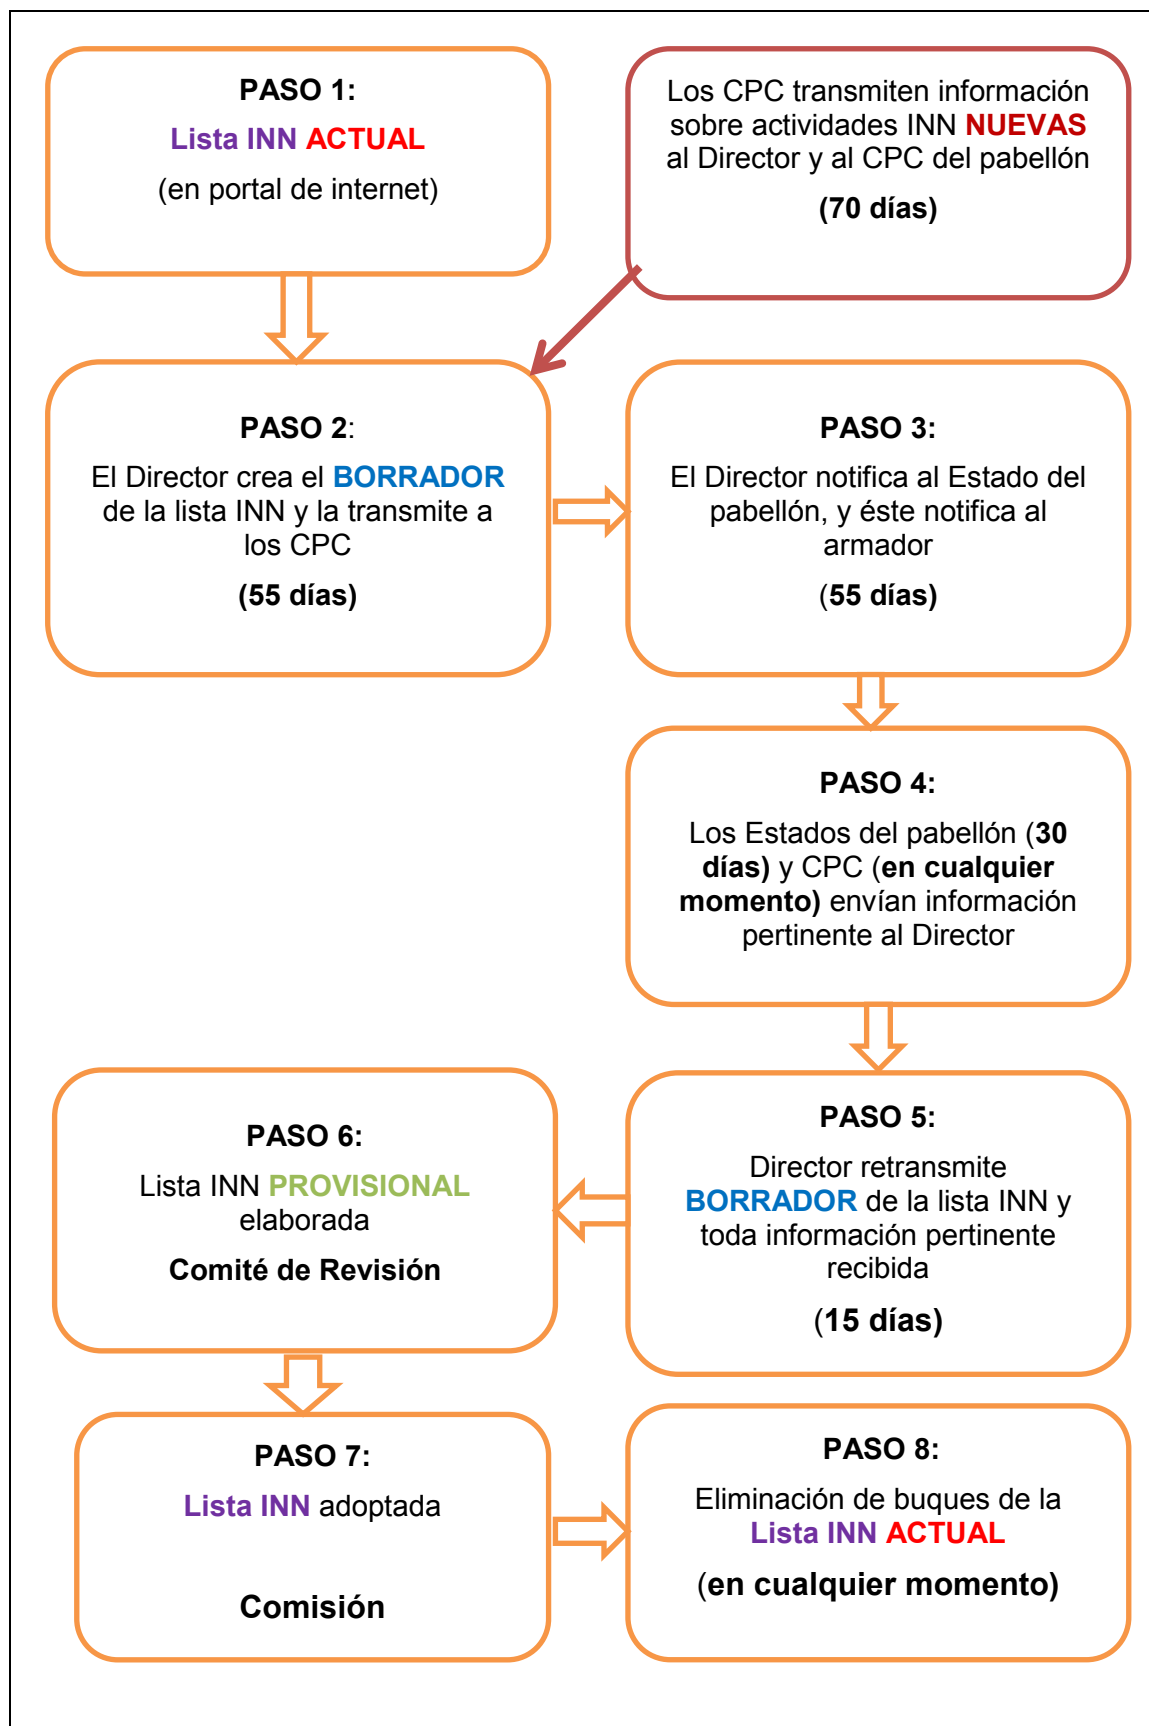 PASO 1:
Lista INN ACTUAL
(en portal de internet)
Los CPC transmiten información
sobre actividades INN NUEVAS
al Director y al CPC del pabellón
(70 días)
PASO 2:
El Director crea el BORRADOR
de la lista INN y la transmite a
los CPC
(55 días)
PASO 3:
El Director notifica al Estado del
pabellón, y éste notifica al
armador
(55 días)
PASO 4:
Los Estados del pabellón (30
días) y CPC (en cualquier
momento) envían información
pertinente al Director
PASO 5:
Director retransmite
BORRADOR de la lista INN y
toda información pertinente
recibida
(15 días)
PASO 6:
Lista INN PROVISIONAL
elaborada
Comité de Revisión
PASO 7:
Lista INN adoptada
Comisión
PASO 8:
Eliminación de buques de la
Lista INN ACTUAL
(en cualquier momento)